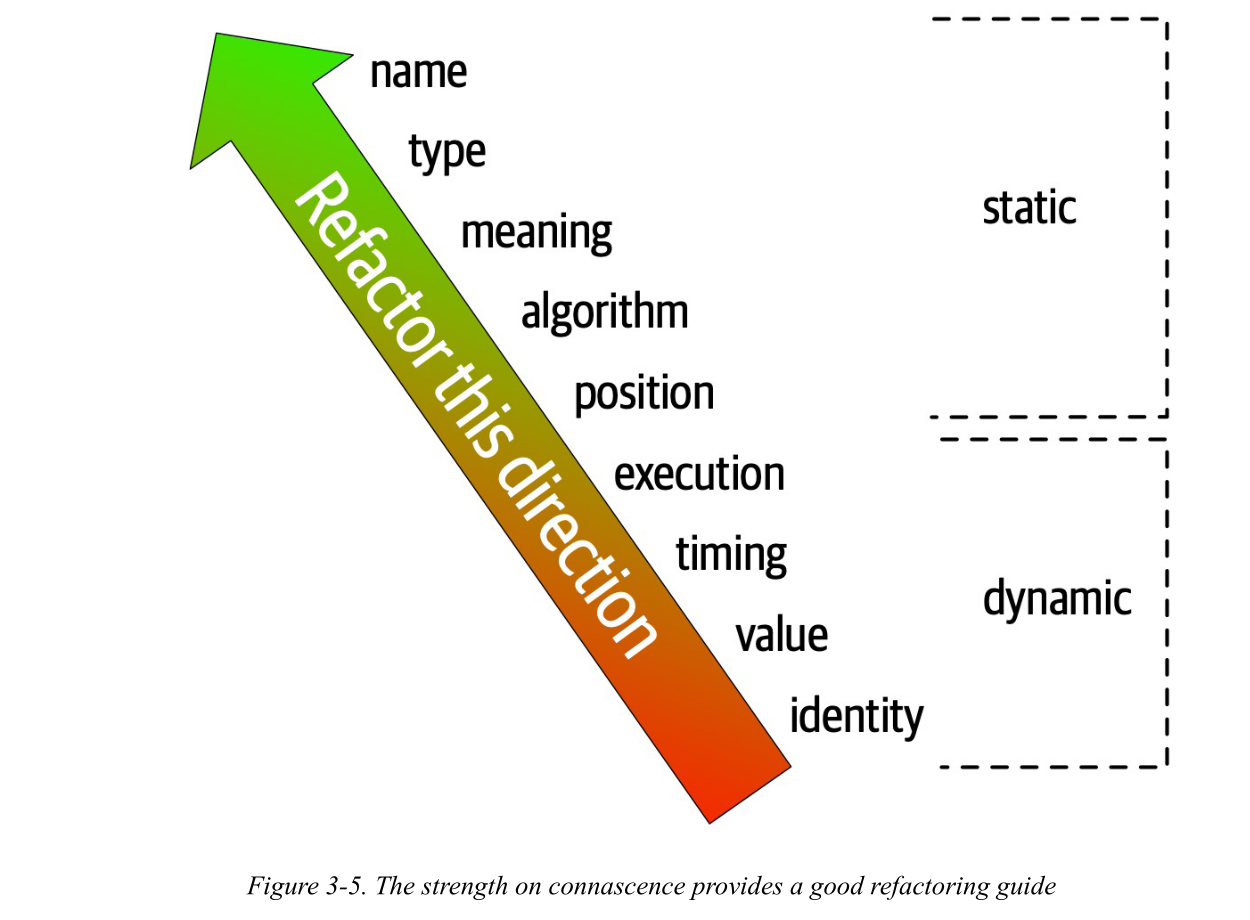 name
type
meaning
algorithm
position
execution
timing
value
identity
Refactor this direction
static
dynamic
Figure 3-5. The strength on connascence provides a good refactoring guide